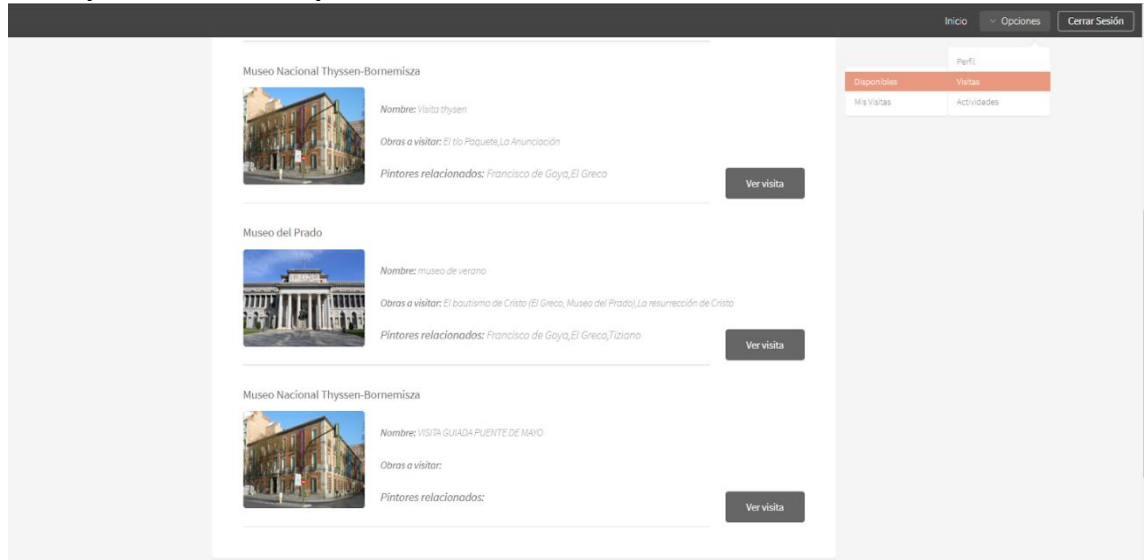 Inicio
Opciones
Cerrar Sesión
Perfil
Disponibles
Visitas
Mis Visitas
Actividades
Museo Nacional Thyssen-Bornemisza
Nombre: Visita thysen
Obras a visitar: El tío Paquete,La Anunciación
Pintores relacionados: Francisco de Goya,El Greco
Ver visita
Museo del Prado
Nombre: museo de verano
Obras a visitar: El bautismo de Cristo (El Greco, Museo del Prado),La resurrección de Cristo
Pintores relacionados: Francisco de Goya,El Greco,Tiziano
Ver visita
Museo Nacional Thyssen-Bornemisza
Nombre: VISITA GUIADA PUENTE DE MAYO
Obras a visitar:
Pintores relacionados:
Ver visita